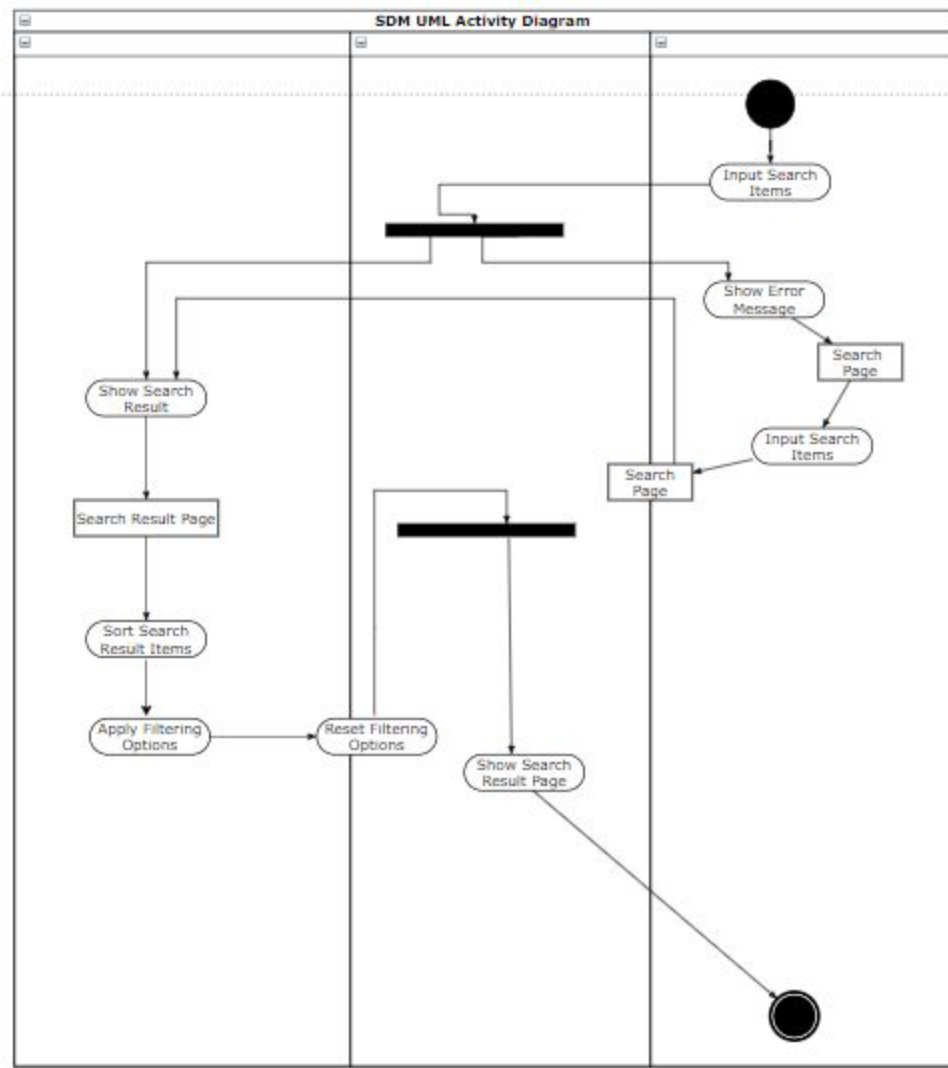 SDM UML Activity Diagram
Input Search
Items
Show Error
Message
Search
Page
Show Search
Result
Input Search
Items
Search
Page
Search Result Page
Sort Search
Result Items
Apply Filtering
Options
Reset Filtering
Options
Show Search
Result Page